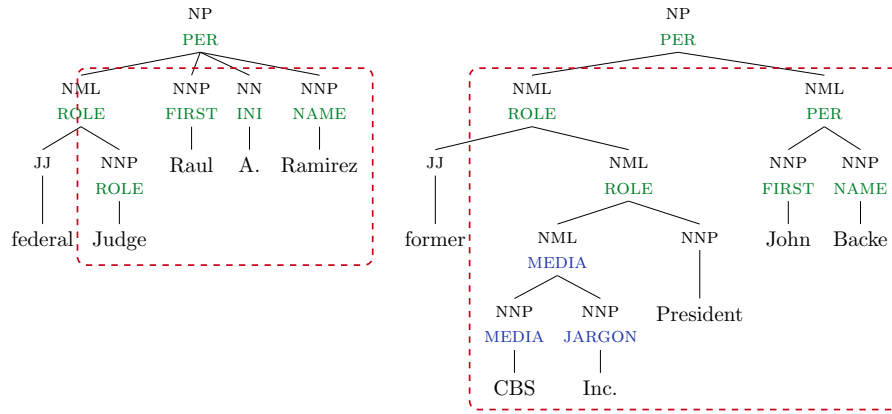 NP NP
PER PER
NML NNP NN NNP NML NML
ROLE FIRST INI NAME ROLE PER
JJ NNP Raul A. Ramirez JJ NML NNP NNP
ROLE ROLE FIRST NAME
federal Judge former NML NNP John Backe
MEDIA
NNP NNP President
MEDIA JARGON
CBS Inc.